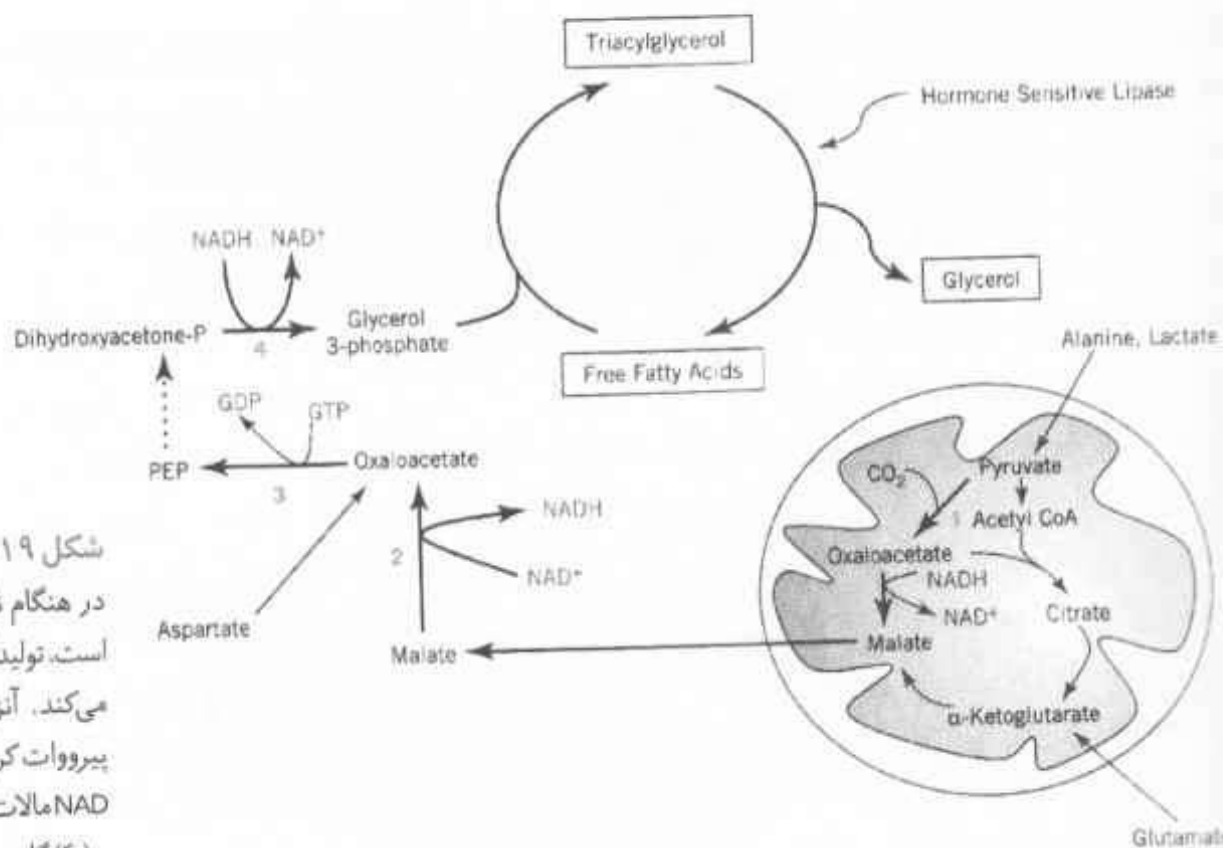 Triacylglycerol
Hormone Sensitive Lipase
NADH NAD⁺
Glycerol
Dihydroxyacetone-P
4
Glycerol
3-phosphate
Alanine, Lactate
Free Fatty Acids
GDP
GTP
PEP
3
Oxaloacetate
CO₂
Pyruvate
1
Acetyl CoA
NADH
Oxaloacetate
2
NADH
NAD⁺
NAD⁺
Citrate
Aspartate
Malate
Malate
α-Ketoglutarate
شکل ۱۹
در هنگام
است، تولید
می‌کند. آنز
پیرووات کر
NAD مالات